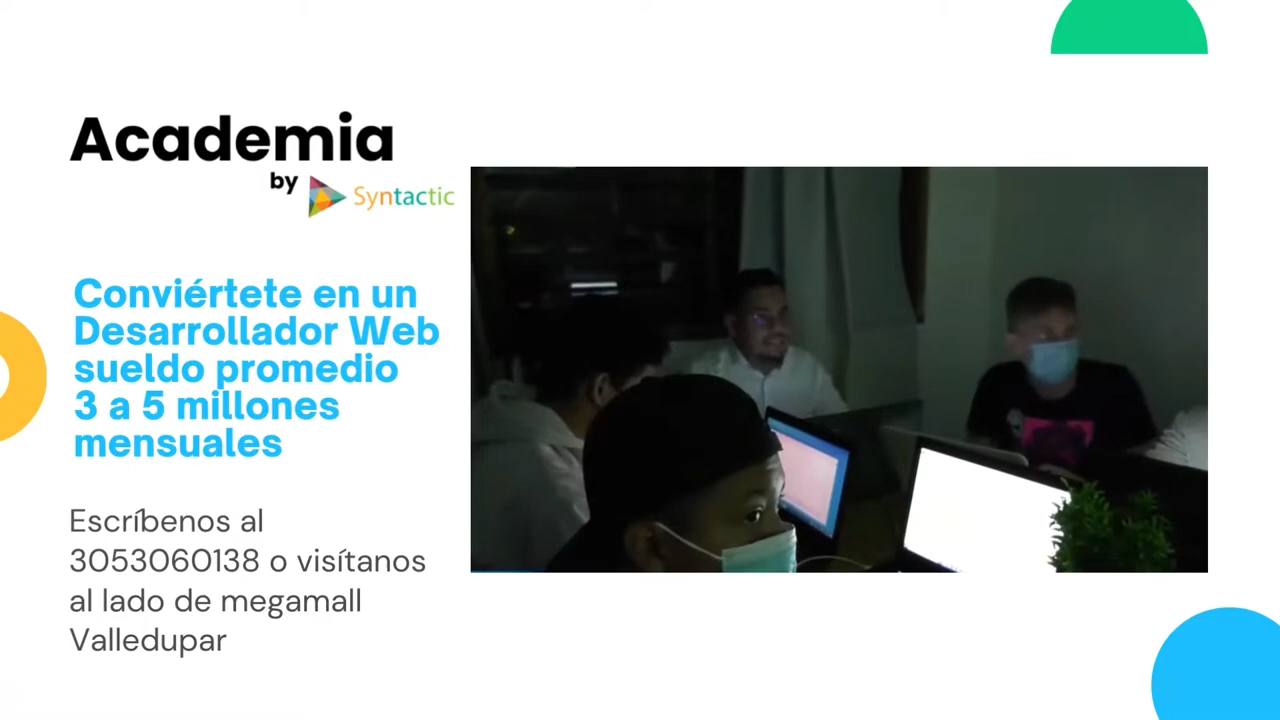 Academia
by Syntactic
Conviértete en un
Desarrollador Web
sueldo promedio
3 a 5 millones
mensuales
Escríbenos al
3053060138 o visítanos
al lado de megamall
Valledupar